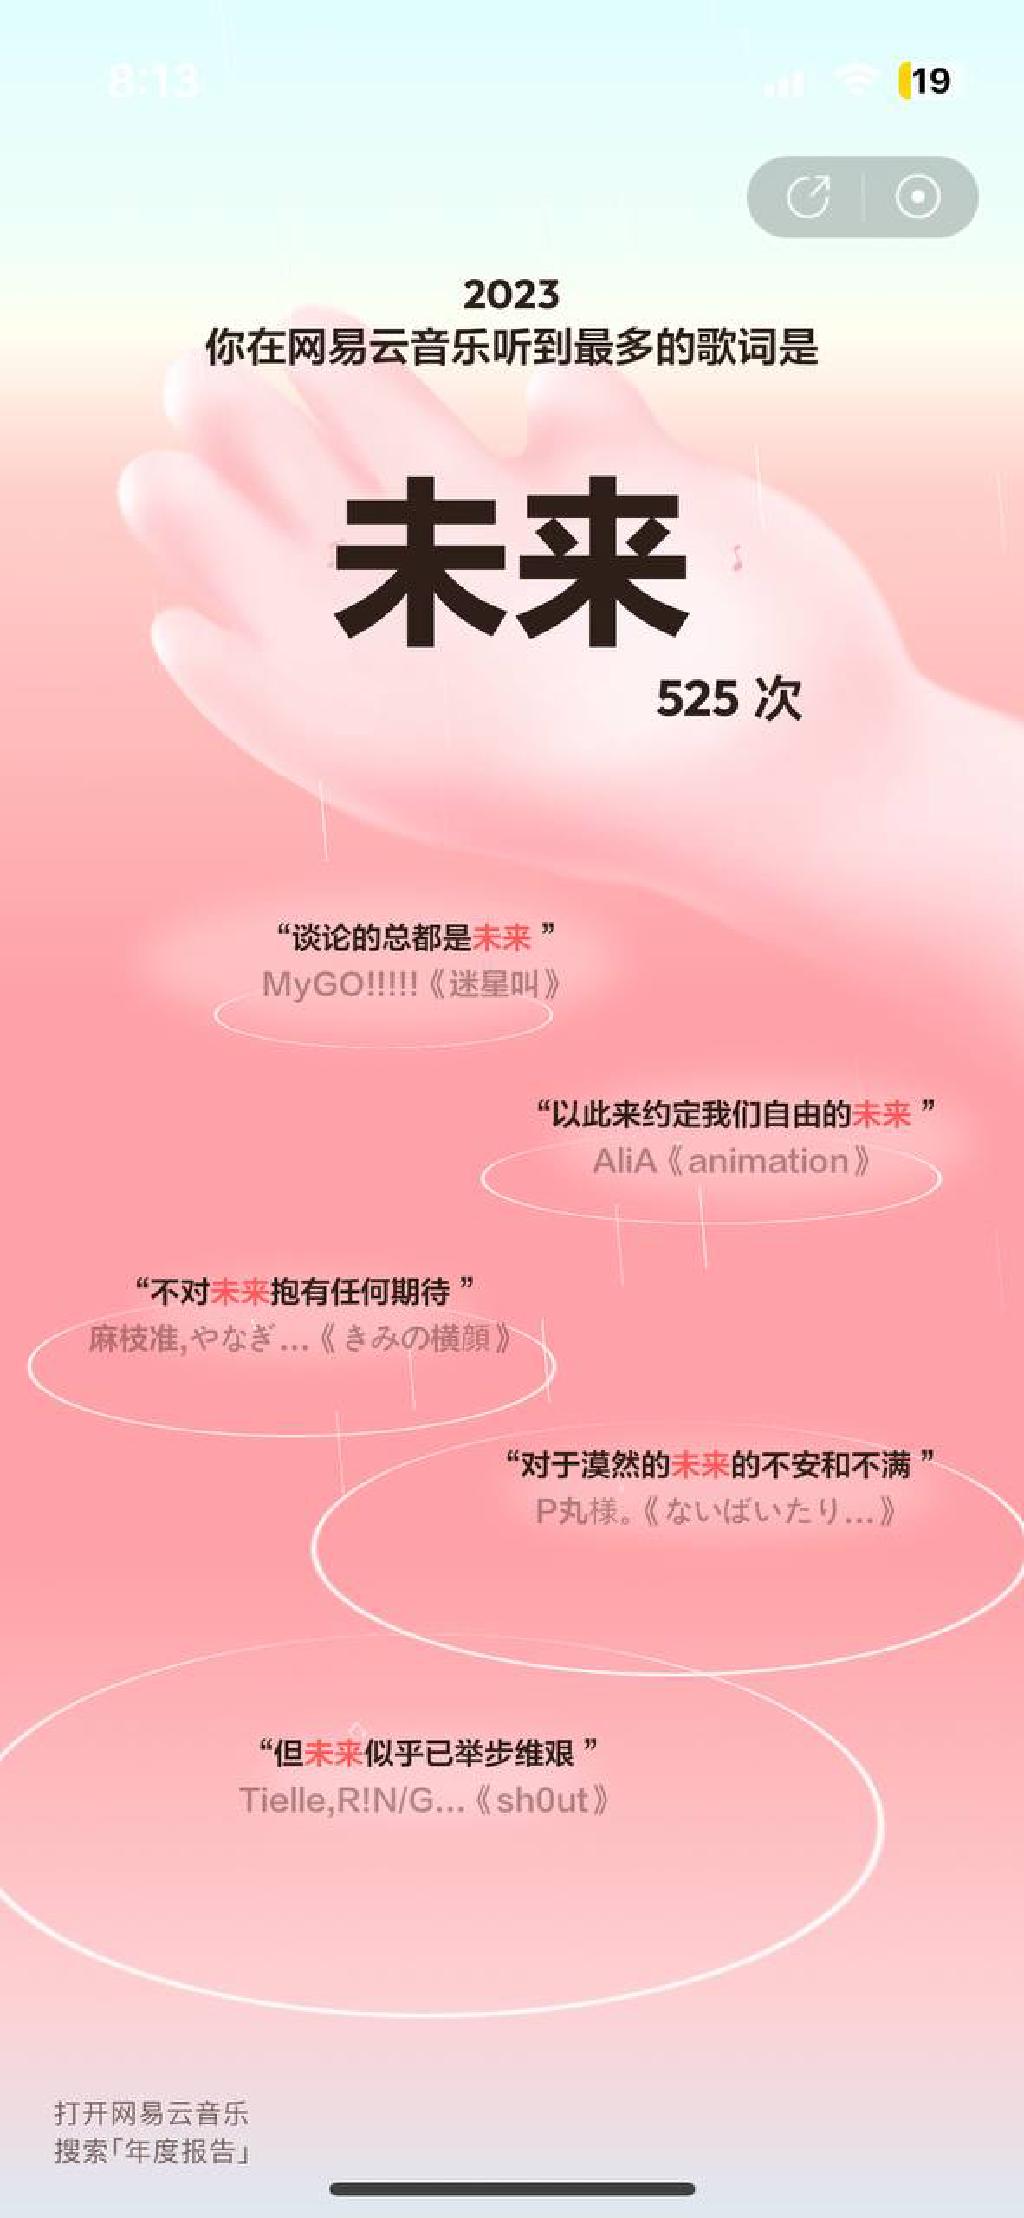 8:13
19
2023
你在网易云音乐听到最多的歌词是
未来
525 次
“谈论的总都是未来 ”
MyGO!!!!!《迷星叫》
“以此来约定我们自由的未来 ”
AliA《animation》
“不对未来抱有任何期待 ”
麻枝准,やなぎ...《きみの横顔》
“对于漠然的未来的不安和不满 ”
P丸様。《ないばいたり...》
“但未来似乎已举步维艰 ”
Tielle,R!N/G...《sh0ut》
打开网易云音乐
搜索「年度报告」